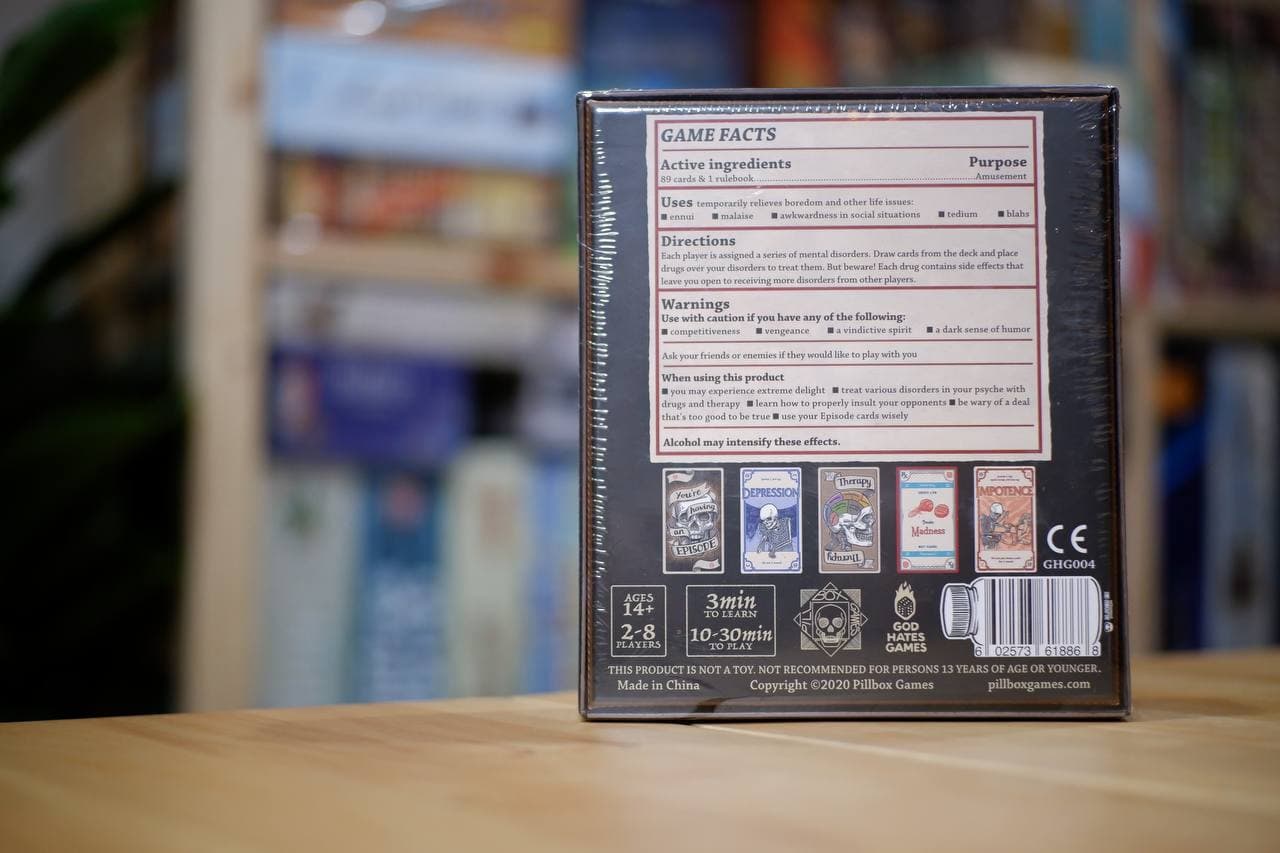 GAME FACTS
Active ingredients Purpose
89 cards & 1 rulebook Amusement
Uses temporarily relieves boredom and other life issues:
■ ennui ■ malaise ■ awkwardness in social situations ■ tedium ■ blahs
Directions
Each player is assigned a series of mental disorders. Draw cards from the deck and place
drugs over your disorders to treat them. But beware! Each drug contains side effects that
leave you open to receiving more disorders from other players.
Warnings
Use with caution if you have any of the following:
■ competitiveness ■ vengeance ■ a vindictive spirit ■ a dark sense of humor
Ask your friends or enemies if they would like to play with you
When using this product
■ you may experience extreme delight ■ treat various disorders in your psyche with
drugs and therapy ■ learn how to properly insult your opponents ■ be wary of a deal
that's too good to be true ■ use your Episode cards wisely
Alcohol may intensify these effects.
You're
having
an
EPISODE
DEPRESSION
Therapy
Therapy
Madness
IMPOTENCE
CE
GHG004
AGES
14+
2-8
PLAYERS
3min
TO LEARN
10-30min
TO PLAY
GOD
HATES
GAMES
6 02573 61886 8
THIS PRODUCT IS NOT A TOY. NOT RECOMMENDED FOR PERSONS 13 YEARS OF AGE OR YOUNGER.
Made in China Copyright ©2020 Pillbox Games pillboxgames.com